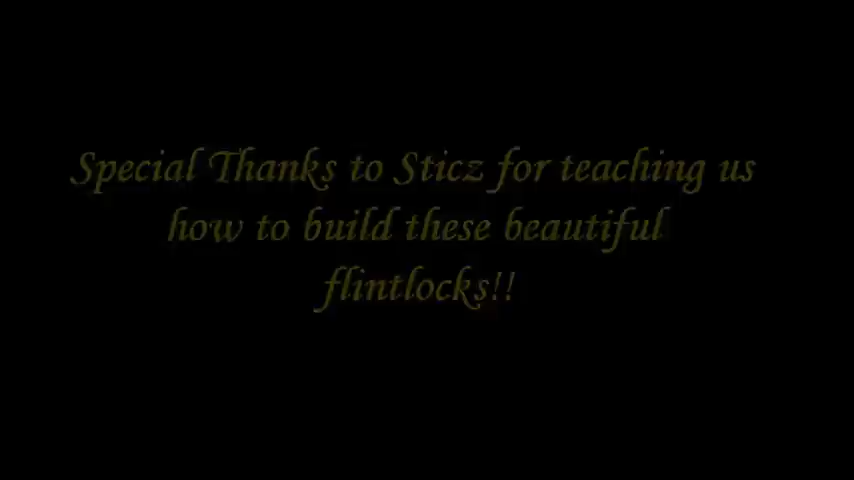 Special Thanks to Sticz for teaching us
how to build these beautiful
flintlocks!!